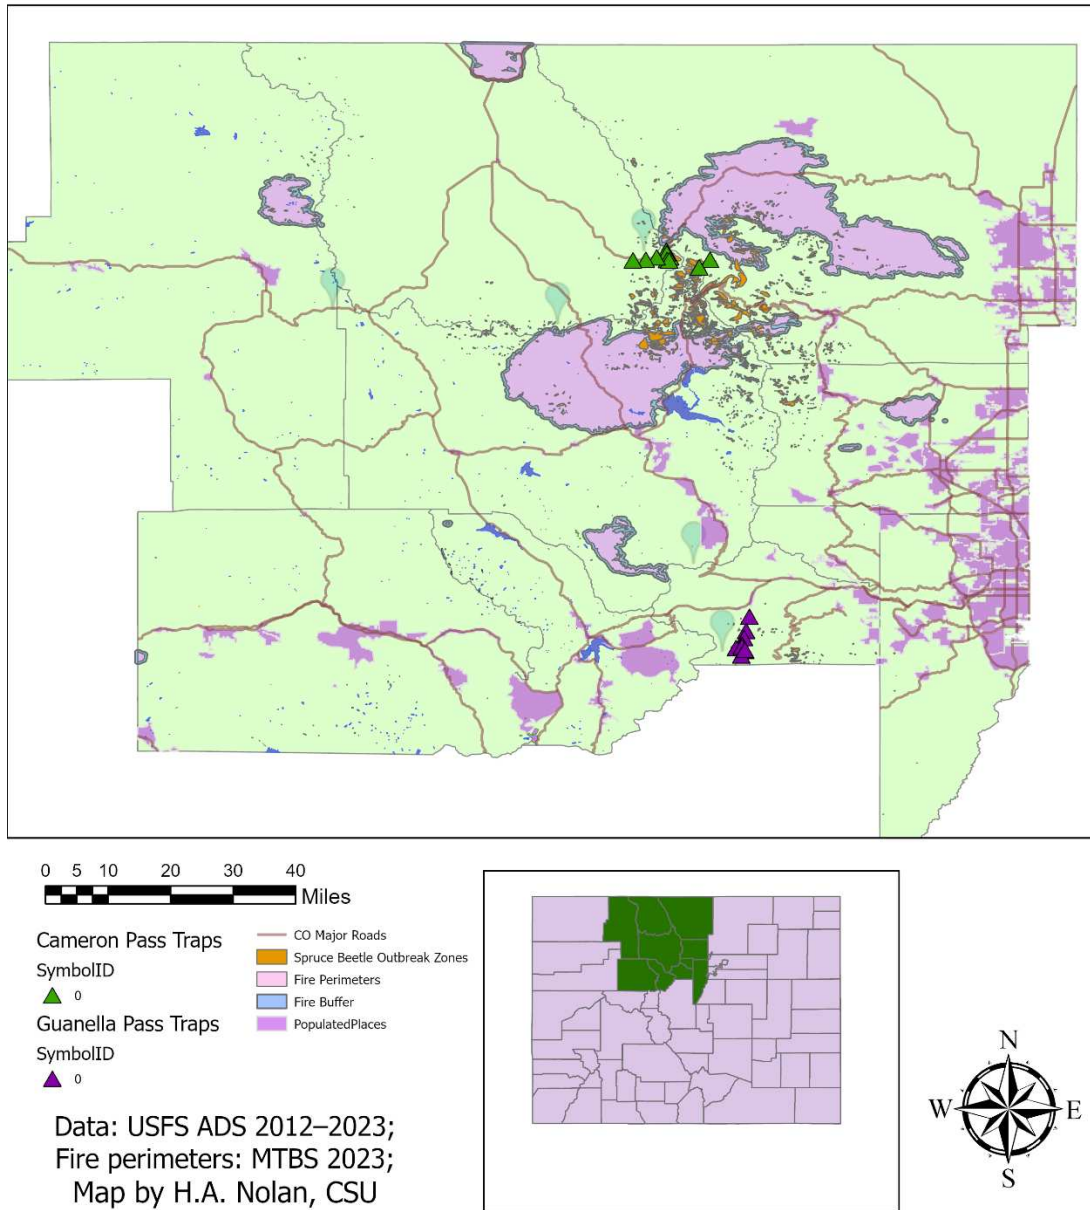 0 5 10 20 30 40
Miles
Cameron Pass Traps
SymbolID
0
Guanella Pass Traps
SymbolID
0
CO Major Roads
Spruce Beetle Outbreak Zones
Fire Perimeters
Fire Buffer
PopulatedPlaces
Data: USFS ADS 2012–2023;
Fire perimeters: MTBS 2023;
Map by H.A. Nolan, CSU
N
W E
S